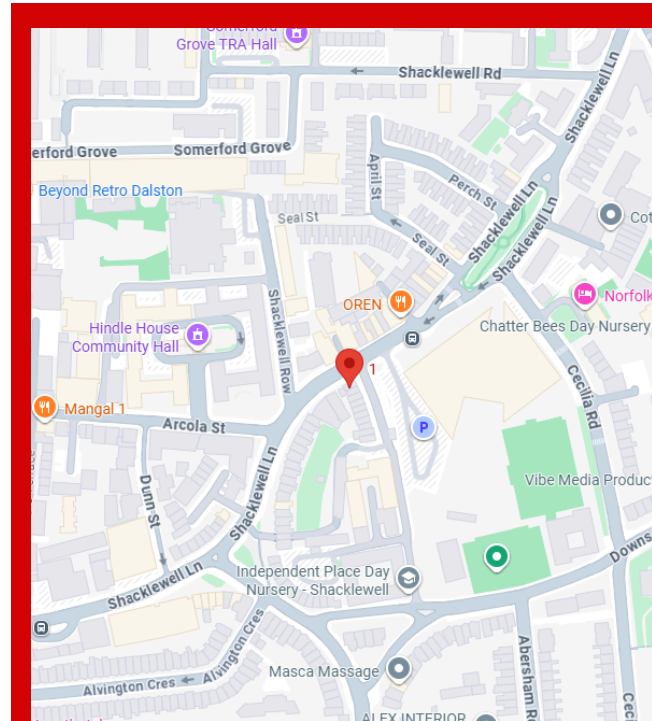 Somerford
Grove TRA Hall
Shacklewell Rd
Shacklewell Ln
erford Grove
Somerford Grove
April St
Perch St
Beyond Retro Dalston
Seal St
Seal St
Shacklewell Ln
Shacklewell Ln
Cot
Shacklewell Row
OREN
Norfolk
Hindle House
Community Hall
Chatter Bees Day Nursery
1
Cecilia Rd
Mangal 1
Arcola St
P
Shacklewell Ln
Dunn St
Vibe Media Produc
Downs
Independent Place Day
Nursery - Shacklewell
Shacklewell Ln
Alvington Cres
Abersham Rd
Masca Massage
Alvington Cres
Ceci
ALEX INTERIOR